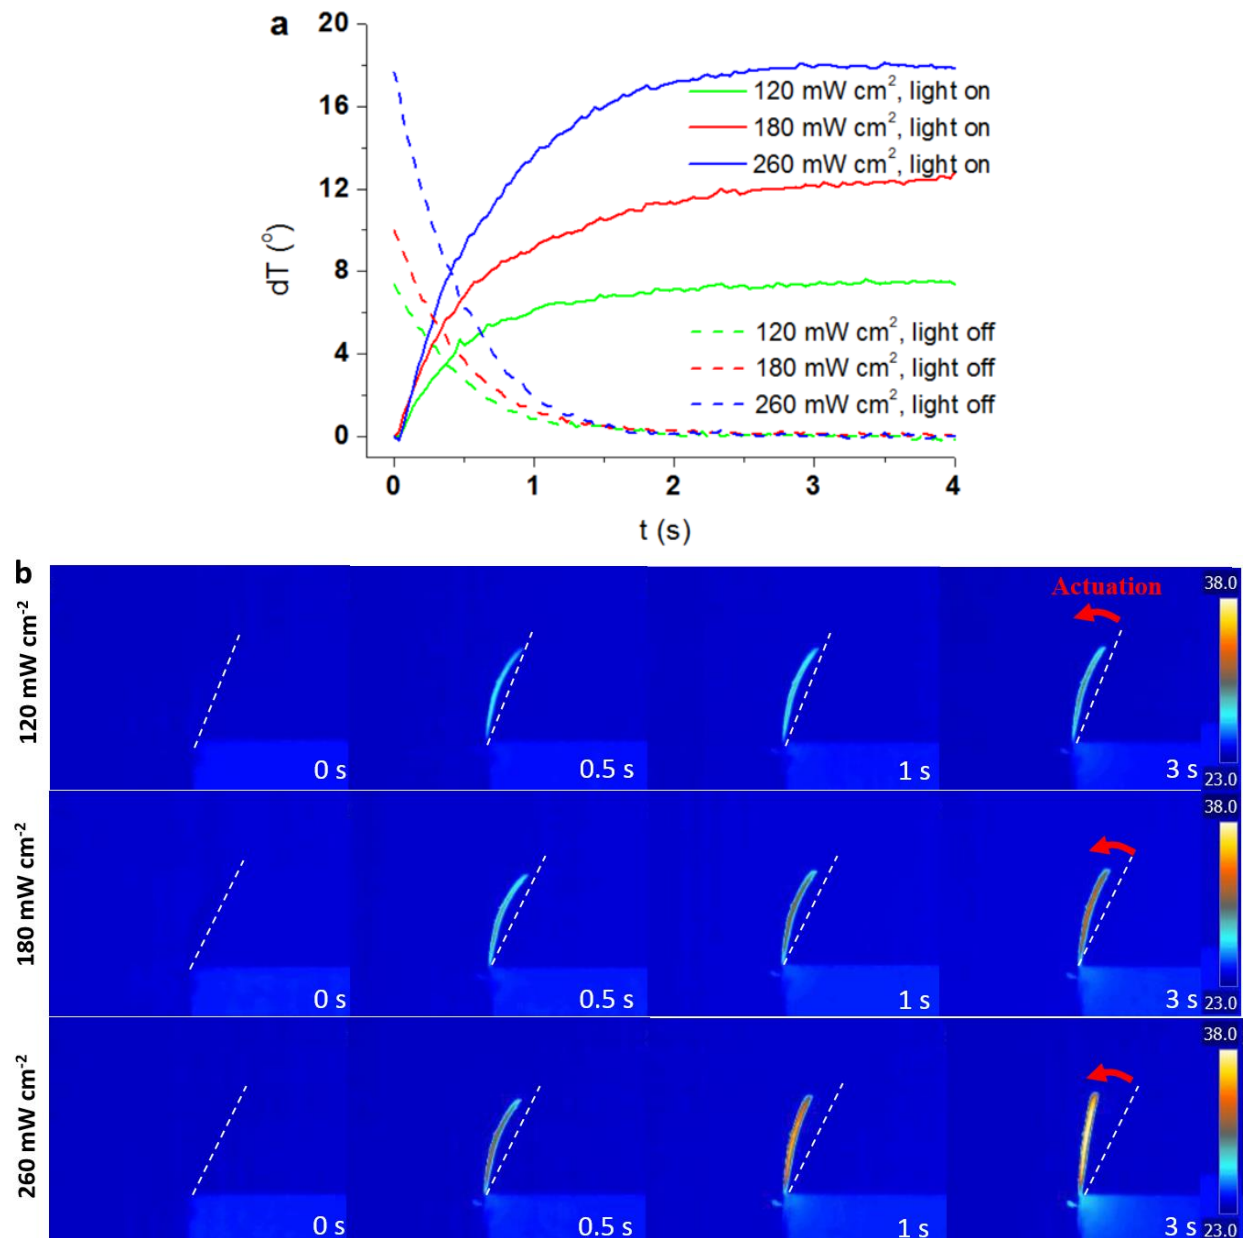 a
20
16
12
8
4
0
dT (°)
120 mW cm², light on
180 mW cm², light on
260 mW cm², light on
120 mW cm², light off
180 mW cm², light off
260 mW cm², light off
0 1 2 3 4
t (s)
b
120 mW cm⁻²
0 s
0.5 s
1 s
Actuation
3 s
38.0
23.0
180 mW cm⁻²
0 s
0.5 s
1 s
3 s
38.0
23.0
260 mW cm⁻²
0 s
0.5 s
1 s
3 s
38.0
23.0